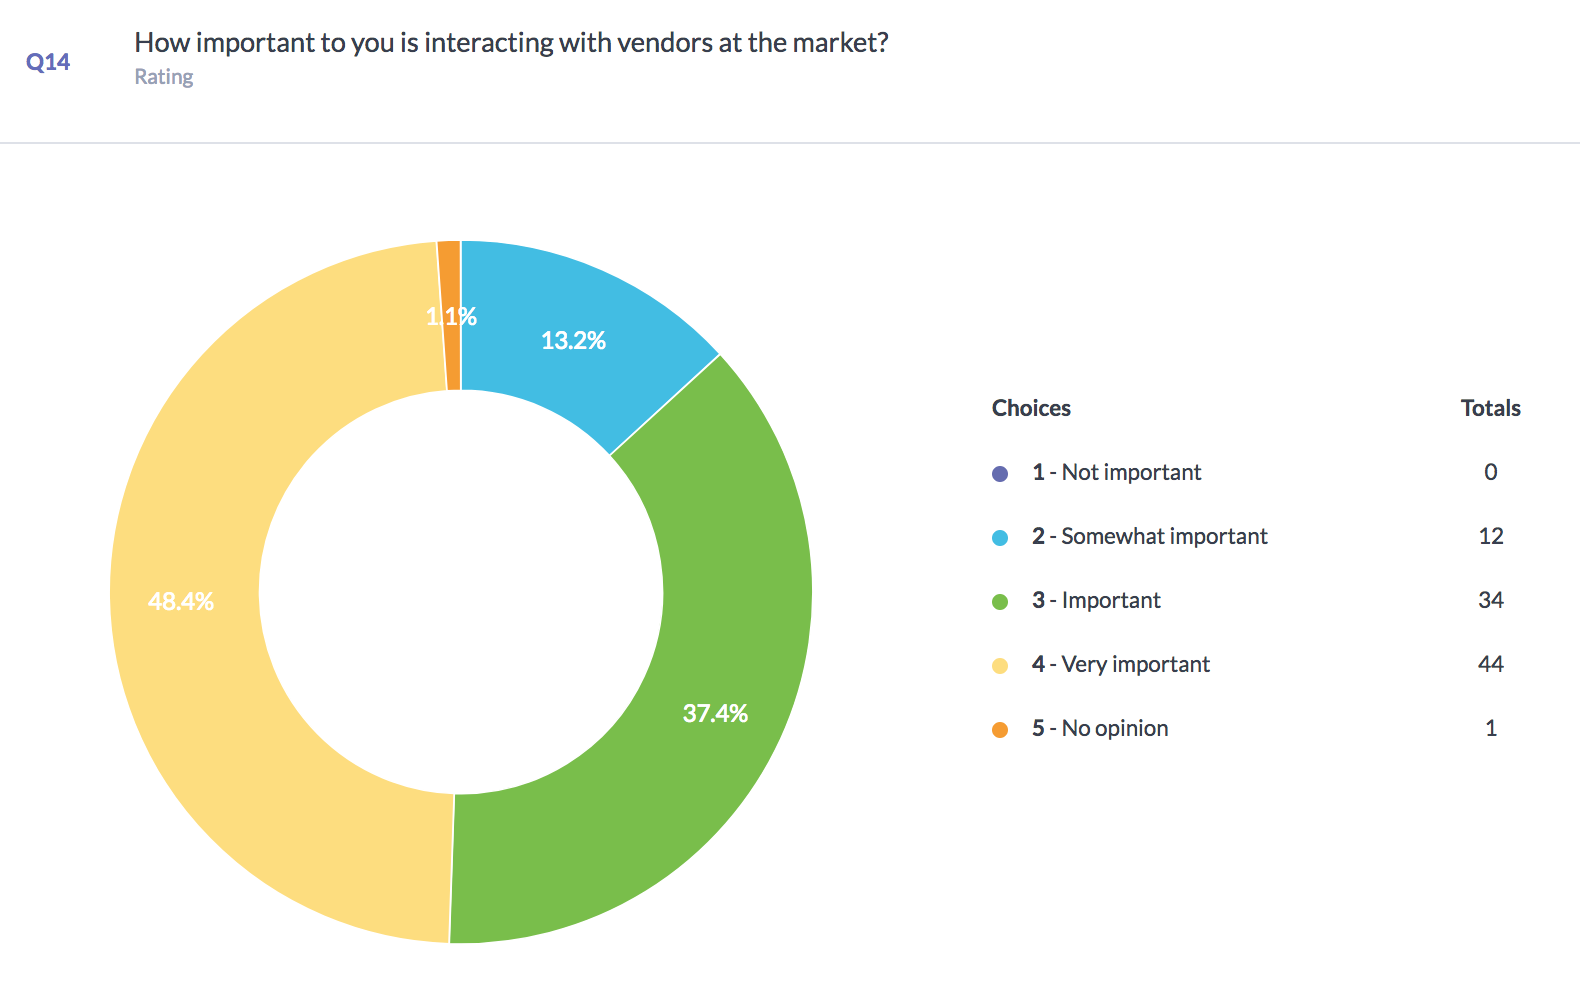 Q14
How important to you is interacting with vendors at the market?
Rating
1.1%
13.2%
48.4%
37.4%
Choices Totals
1 - Not important 0
2 - Somewhat important 12
3 - Important 34
4 - Very important 44
5 - No opinion 1